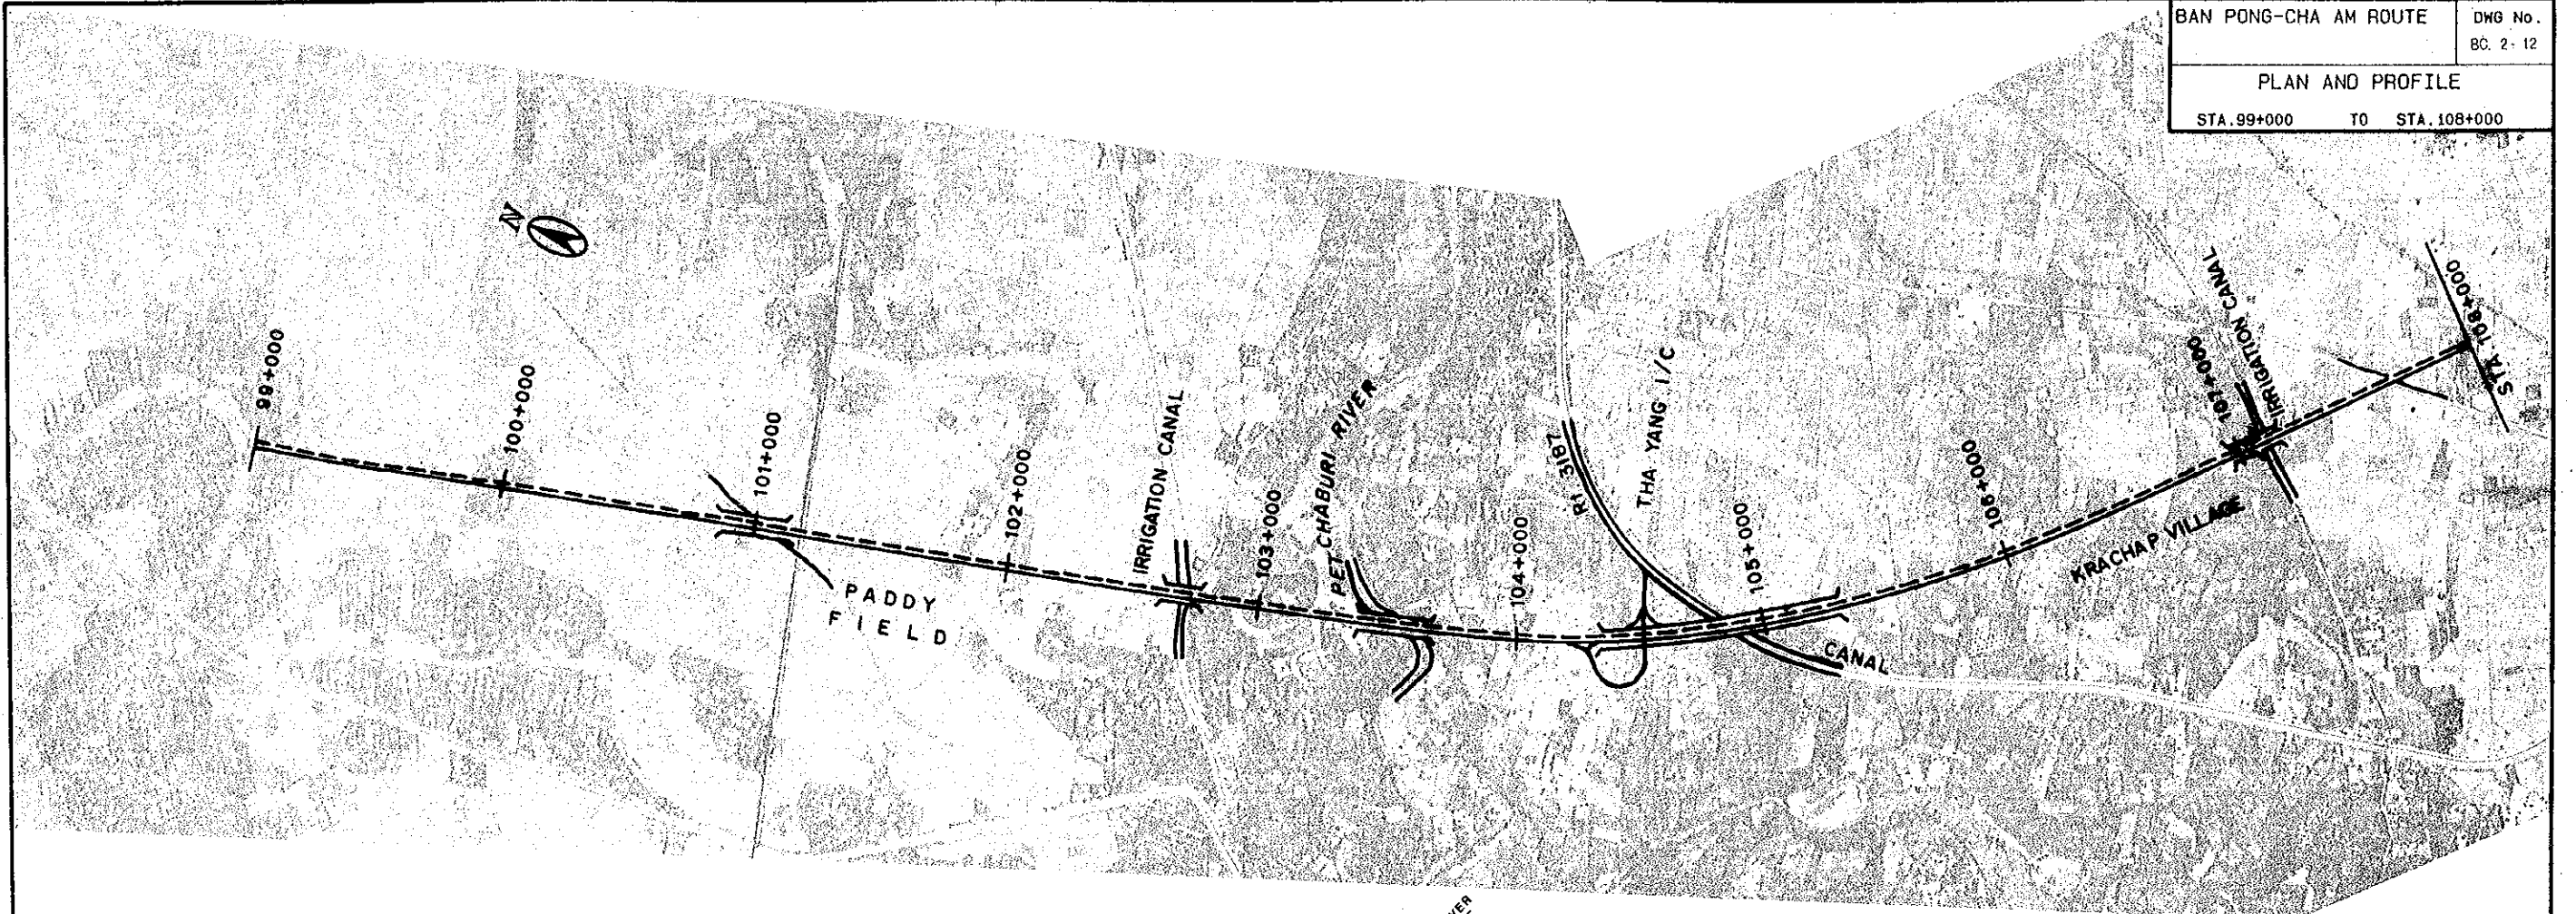 BAN PONG-CHA AM ROUTE
DWG No.
BC. 2-12
PLAN AND PROFILE
STA.99+000 TO STA.108+000
N
99+000
100+000
101+000
PADDY
FIELD
102+000
IRRIGATION CANAL
103+000
PETCHABURI RIVER
104+000
Rt 3187
THA YANG I/C
105+000
CANAL
106+000
KRACHAP VILLAGE
107+000
IRRIGATION CANAL
STA.108+000